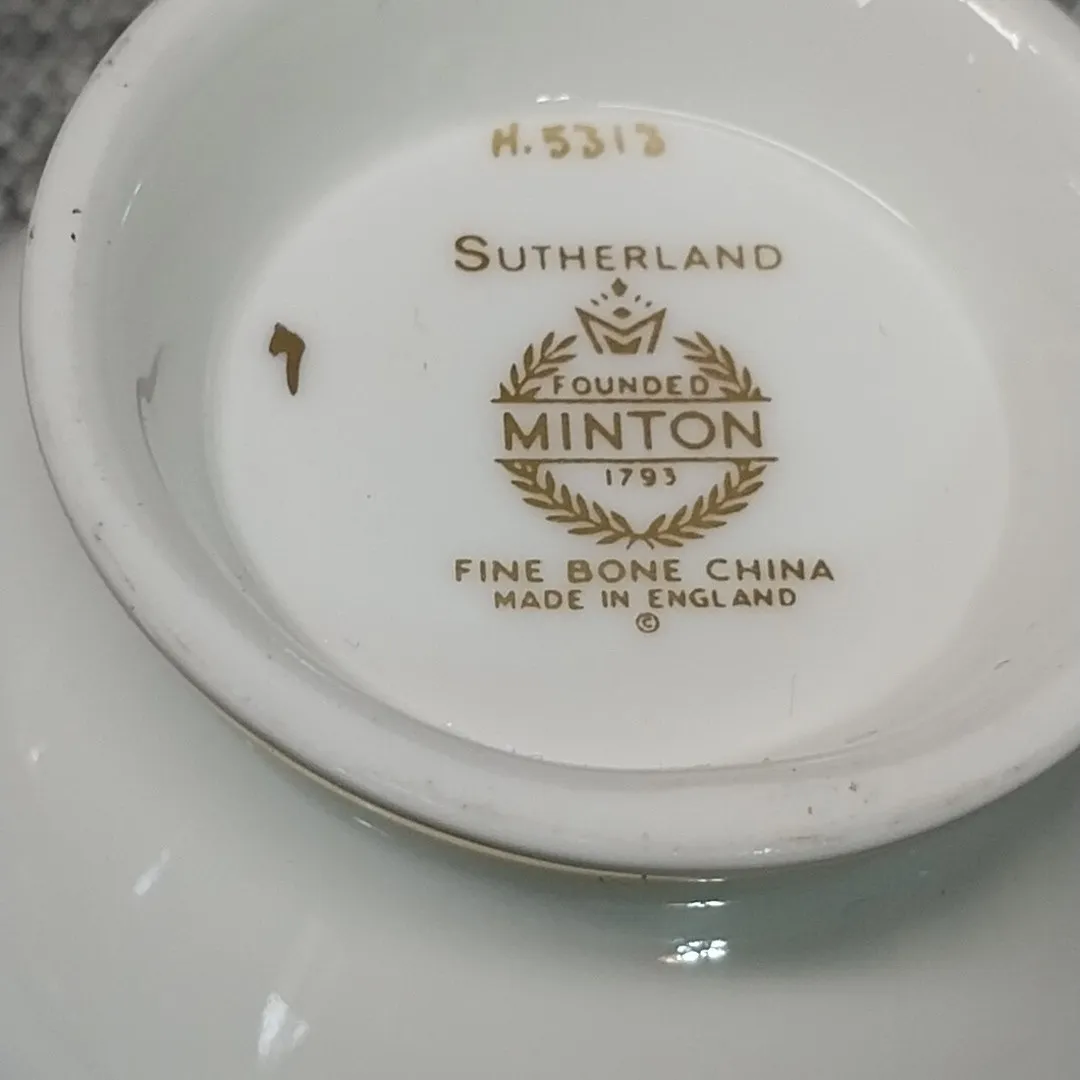 H.5313
SUTHERLAND
FOUNDED
MINTON
1793
FINE BONE CHINA
MADE IN ENGLAND
©